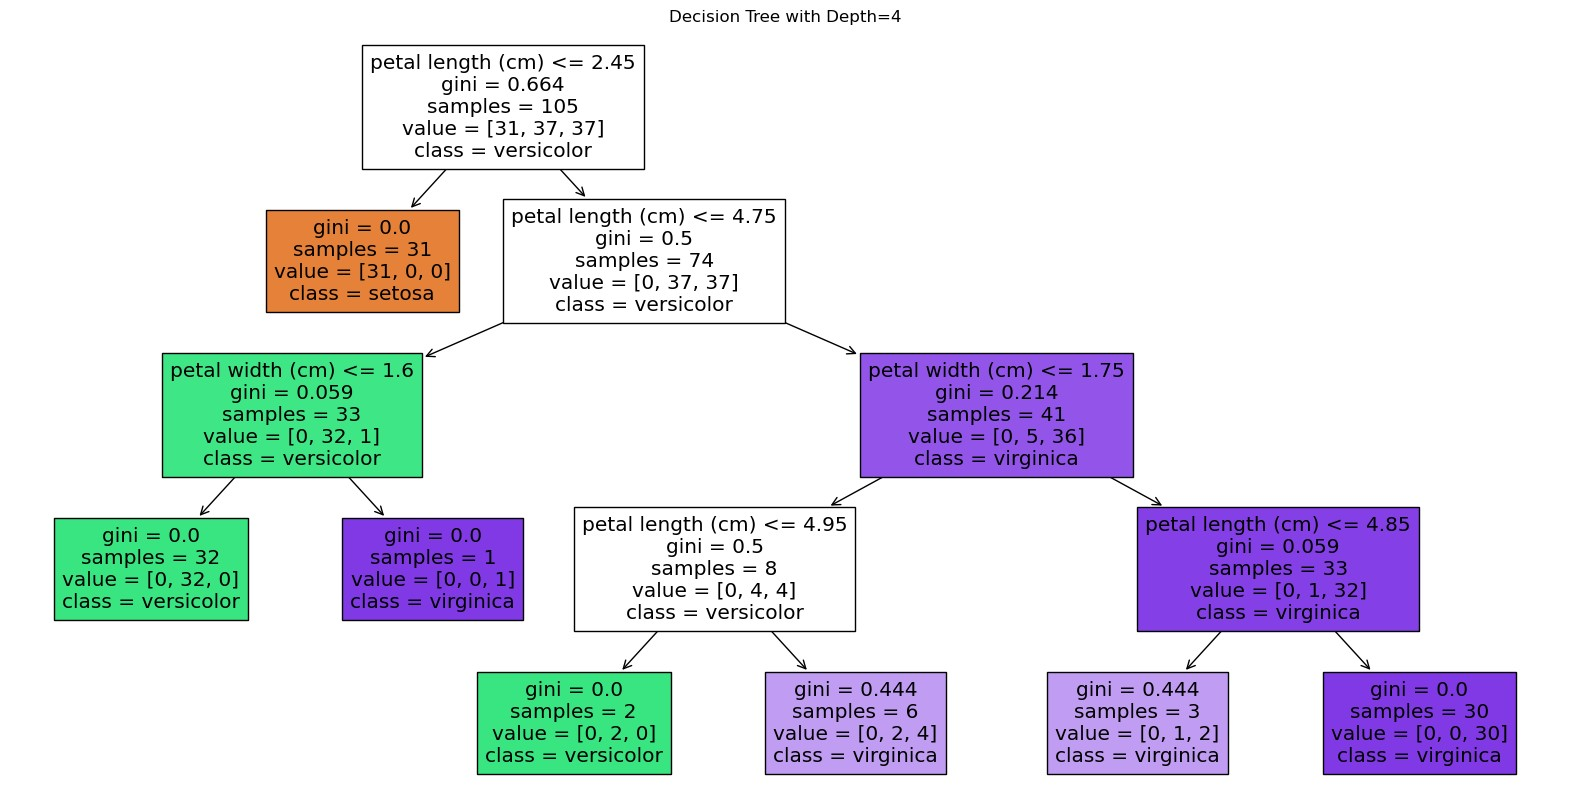 Decision Tree with Depth=4
petal length (cm) <= 2.45
gini = 0.664
samples = 105
value = [31, 37, 37]
class = versicolor
gini = 0.0
samples = 31
value = [31, 0, 0]
class = setosa
petal length (cm) <= 4.75
gini = 0.5
samples = 74
value = [0, 37, 37]
class = versicolor
petal width (cm) <= 1.6
gini = 0.059
samples = 33
value = [0, 32, 1]
class = versicolor
petal width (cm) <= 1.75
gini = 0.214
samples = 41
value = [0, 5, 36]
class = virginica
gini = 0.0
samples = 32
value = [0, 32, 0]
class = versicolor
gini = 0.0
samples = 1
value = [0, 0, 1]
class = virginica
petal length (cm) <= 4.95
gini = 0.5
samples = 8
value = [0, 4, 4]
class = versicolor
petal length (cm) <= 4.85
gini = 0.059
samples = 33
value = [0, 1, 32]
class = virginica
gini = 0.0
samples = 2
value = [0, 2, 0]
class = versicolor
gini = 0.444
samples = 6
value = [0, 2, 4]
class = virginica
gini = 0.444
samples = 3
value = [0, 1, 2]
class = virginica
gini = 0.0
samples = 30
value = [0, 0, 30]
class = virginica